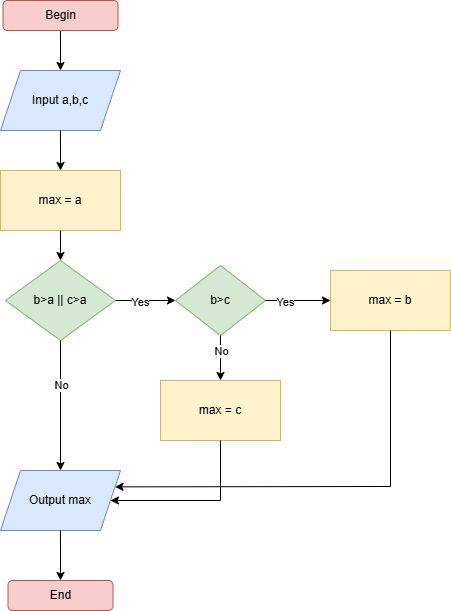 Begin
Input a,b,c
max = a
b>a || c>a
Yes
b>c
Yes
max = b
No
No
max = c
Output max
End